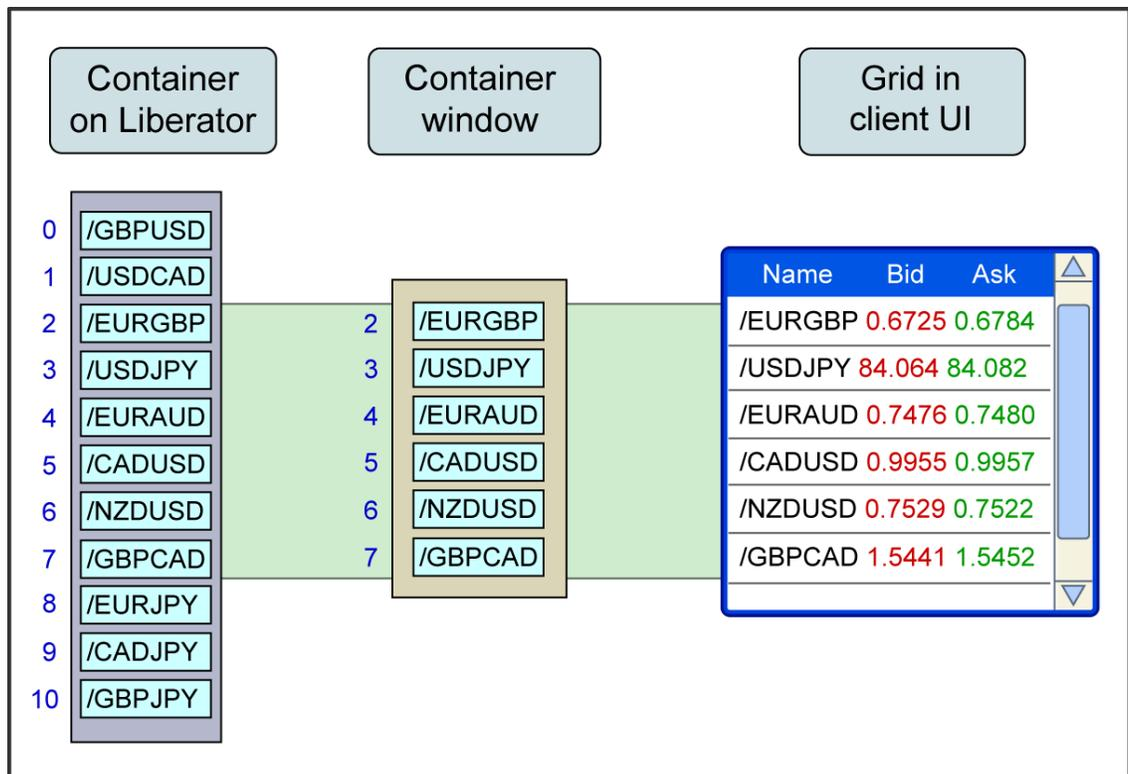 Container
on Liberator
Container
window
Grid in
client UI
0 /GBPUSD
1 /USDCAD
2 /EURGBP
3 /USDJPY
4 /EURAUD
5 /CADUSD
6 /NZDUSD
7 /GBPCAD
8 /EURJPY
9 /CADJPY
10 /GBPJPY
2 /EURGBP
3 /USDJPY
4 /EURAUD
5 /CADUSD
6 /NZDUSD
7 /GBPCAD
Name Bid Ask
/EURGBP 0.6725 0.6784
/USDJPY 84.064 84.082
/EURAUD 0.7476 0.7480
/CADUSD 0.9955 0.9957
/NZDUSD 0.7529 0.7522
/GBPCAD 1.5441 1.5452